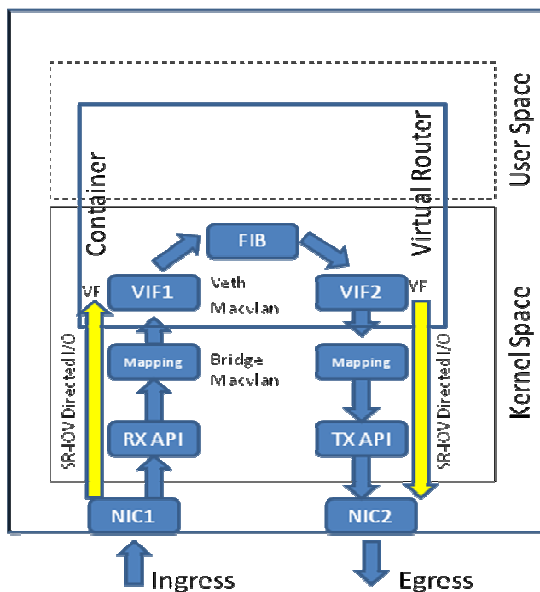 User Space
Container
Virtual Router
FIB
VF
VIF1
Veth
Macvlan
VIF2
VF
Kernel Space
SR-IOV Directed I/O
Mapping
Bridge
Macvlan
Mapping
SR-IOV Directed I/O
RX API
TX API
NIC1
NIC2
Ingress
Egress